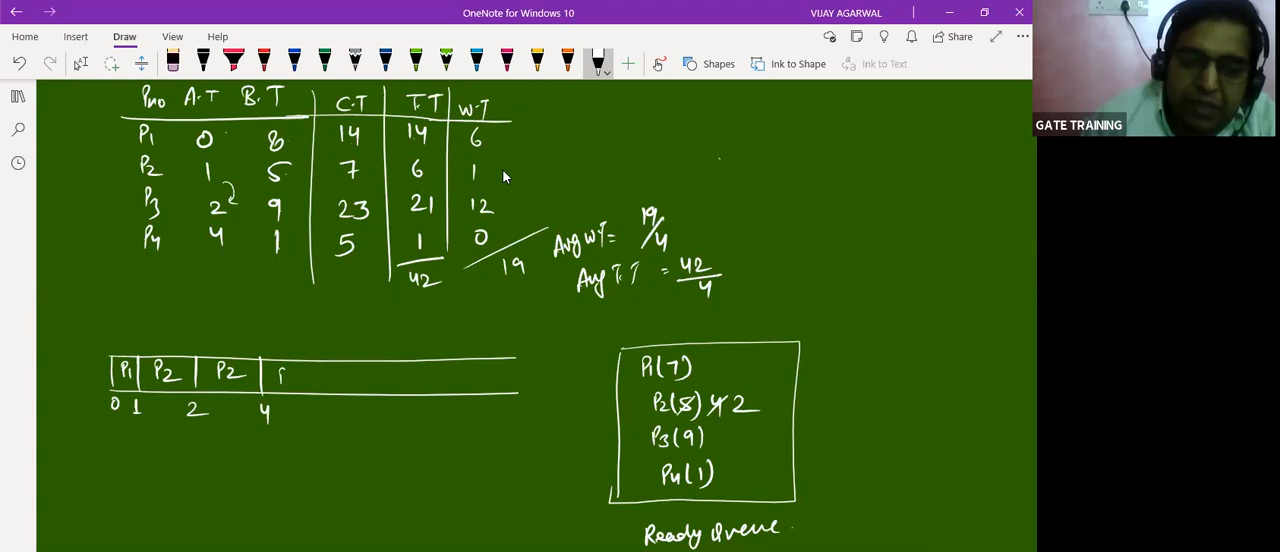 OneNote for Windows 10
VIJAY AGARWAL
Home Insert Draw View Help
Share
Shapes Ink to Shape Ink to Text
GATE TRAINING
Pno A.T B.T C.T T.T W.T
P1 0 8 14 14 6
P2 1 5 7 6 1
P3 2 9 23 21 12
P4 4 1 5 1 0
42 19
Avg WT = 19/4
Avg T.T = 42/4
P1 P2 P2
0 1 2 4
P1(7)
P2(5) 4 2
P3(9)
P4(1)
Ready Queue